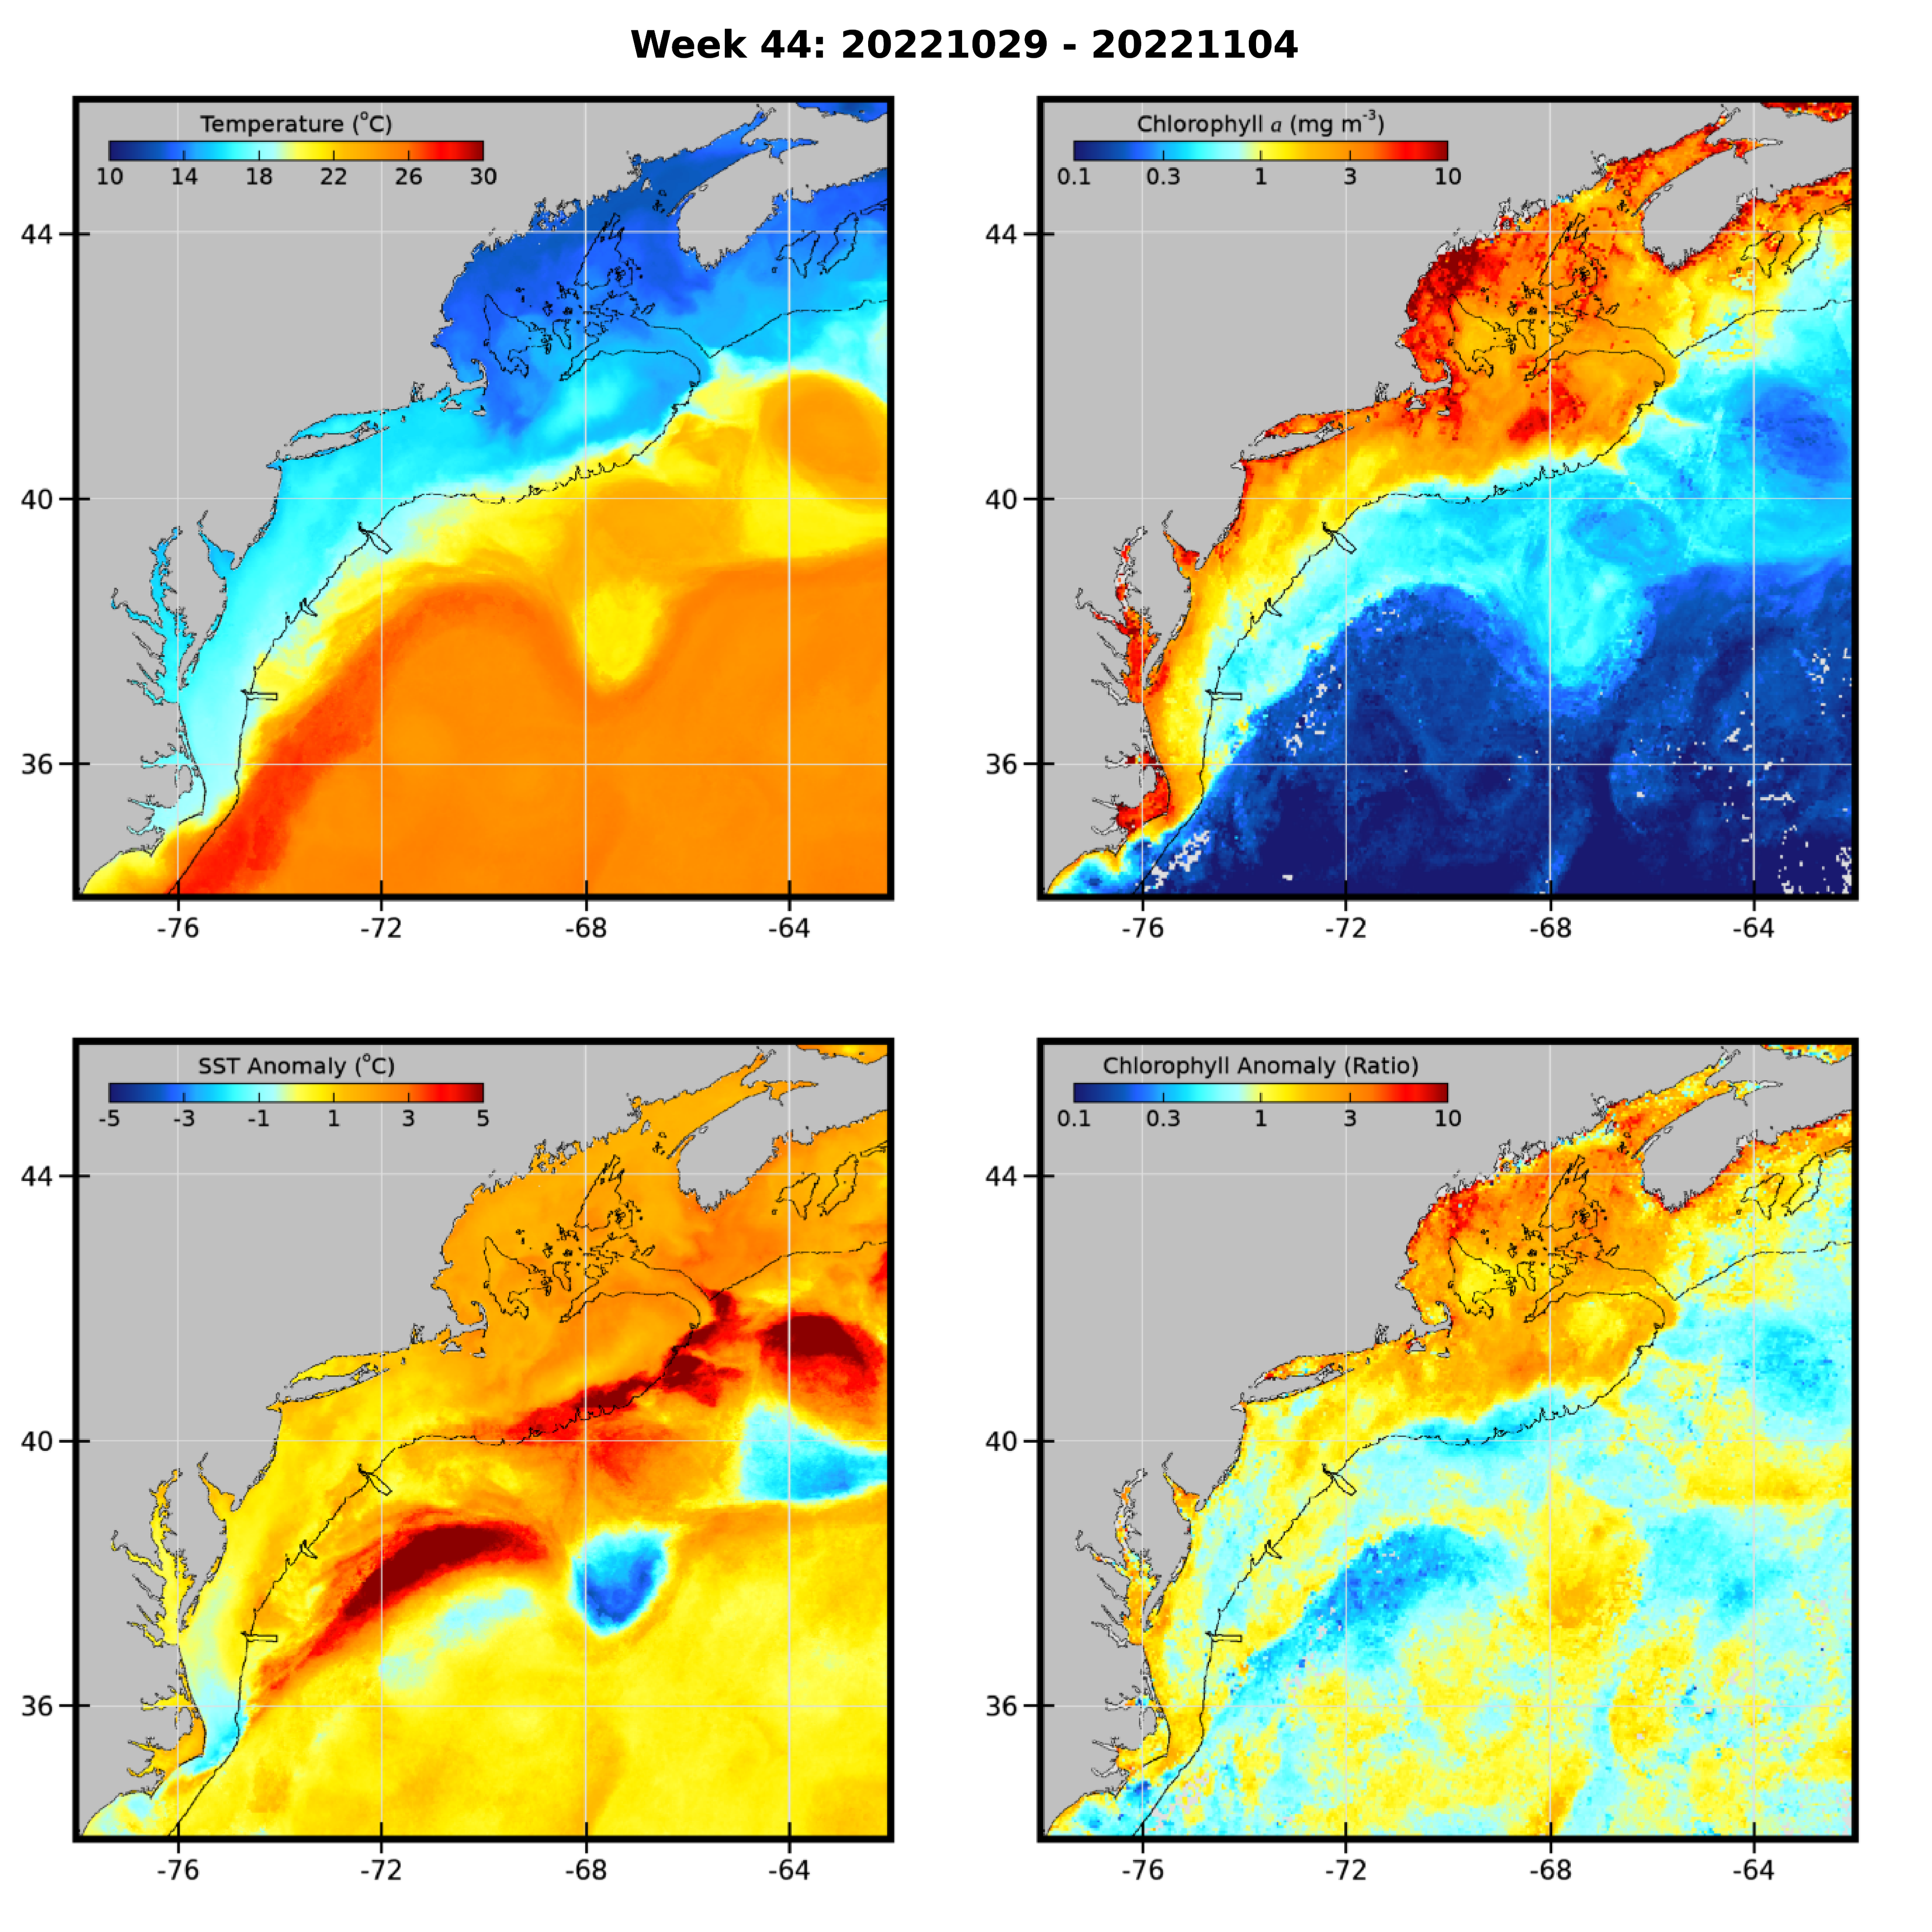 Week 44: 20221029 - 20221104
Temperature (°C)
10 14 18 22 26 30
44
40
36
-76 -72 -68 -64
Chlorophyll a (mg m⁻³)
0.1 0.3 1 3 10
44
40
36
-76 -72 -68 -64
SST Anomaly (°C)
-5 -3 -1 1 3 5
44
40
36
-76 -72 -68 -64
Chlorophyll Anomaly (Ratio)
0.1 0.3 1 3 10
44
40
36
-76 -72 -68 -64